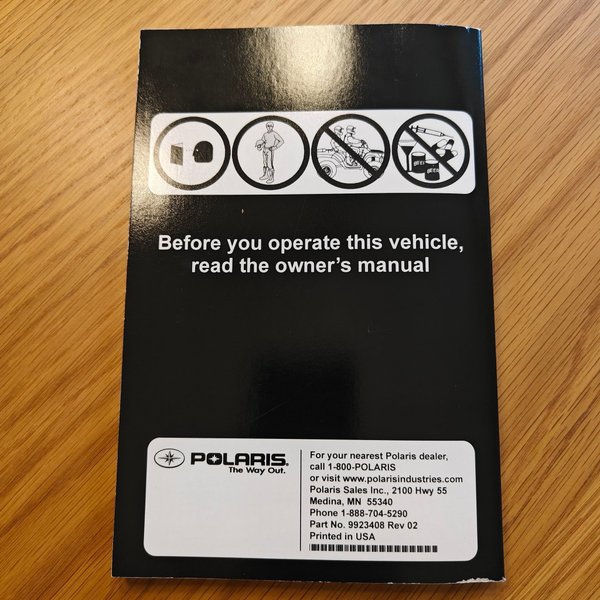 Before you operate this vehicle,
read the owner's manual
POLARIS®
The Way Out.
For your nearest Polaris dealer,
call 1-800-POLARIS
or visit www.polarisindustries.com
Polaris Sales Inc., 2100 Hwy 55
Medina, MN 55340
Phone 1-888-704-5290
Part No. 9923408 Rev 02
Printed in USA